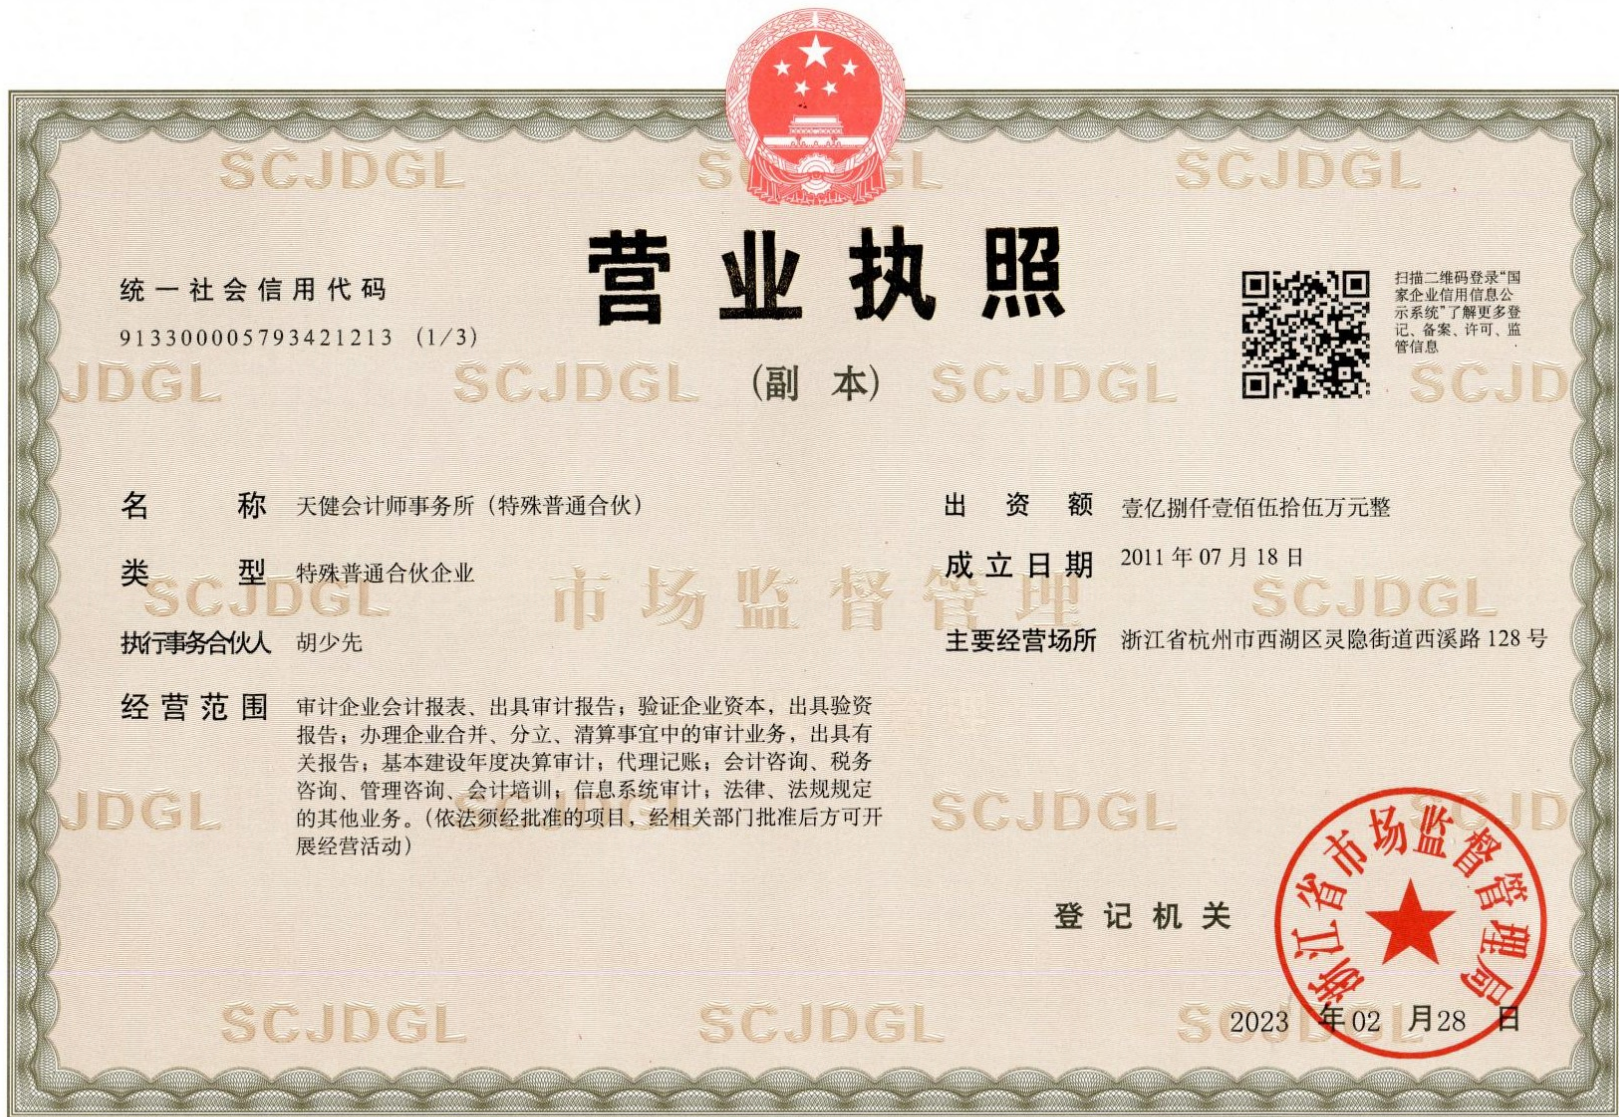 营业执照
(副 本)
统一社会信用代码
913300005793421213 (1/3)
扫描二维码登录“国
家企业信用信息公
示系统”了解更多登
记、备案、许可、监
管信息
名称 天健会计师事务所（特殊普通合伙）
类型 特殊普通合伙企业
执行事务合伙人 胡少先
经营范围 审计企业会计报表、出具审计报告；验证企业资本，出具验资
报告；办理企业合并、分立、清算事宜中的审计业务，出具有
关报告；基本建设年度决算审计；代理记账；会计咨询、税务
咨询、管理咨询、会计培训；信息系统审计；法律、法规规定
的其他业务。（依法须经批准的项目，经相关部门批准后方可开
展经营活动）
出资额 壹亿捌仟壹佰伍拾伍万元整
成立日期 2011年07月18日
主要经营场所 浙江省杭州市西湖区灵隐街道西溪路128号
登记机关
浙江省市场监督管理局
2023 年02 月28 日
SCJDGL
SCJDGL
SCJDGL
JDGL
SCJDGL
SCJDGL
SCJD
SCJDGL
市场监督管理
SCJDGL
JDGL
SCJDGL
SCJDGL
SCJD
SCJDGL
SCJDGL
SCJDGL